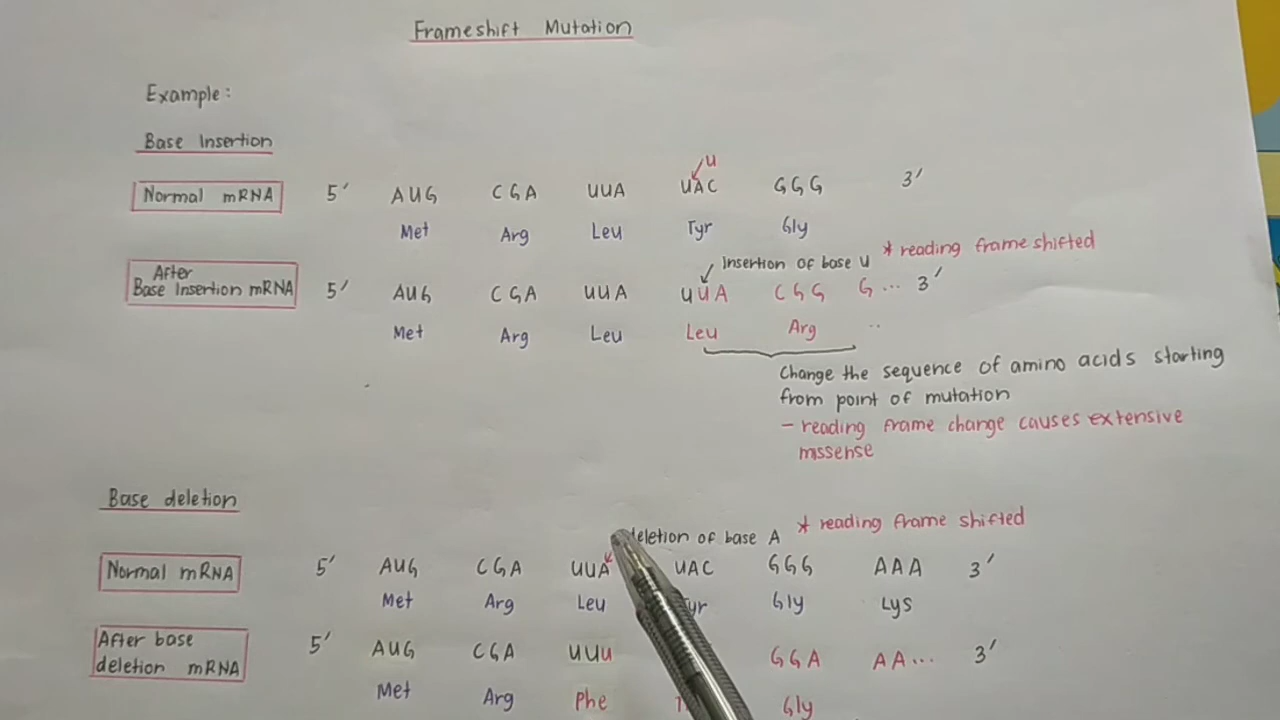 Frameshift Mutation
Example:
Base Insertion
U
Normal mRNA 5' AUG CGA UUA UAC GGG 3'
Met Arg Leu Tyr Gly
Insertion of base U * reading frame shifted
After
Base Insertion mRNA 5' AUG CGA UUA UUA CGG G... 3'
Met Arg Leu Leu Arg ..
Change the sequence of amino acids starting
from point of mutation
- reading frame change causes extensive
mssense
Base deletion
of base A * reading frame shifted
Normal mRNA 5' AUG CGA UUA UAC GGG AAA 3'
Met Arg Leu Gly Lys
After base
deletion mRNA 5' AUG CGA UUU GGA AA... 3'
Met Arg Phe Gly